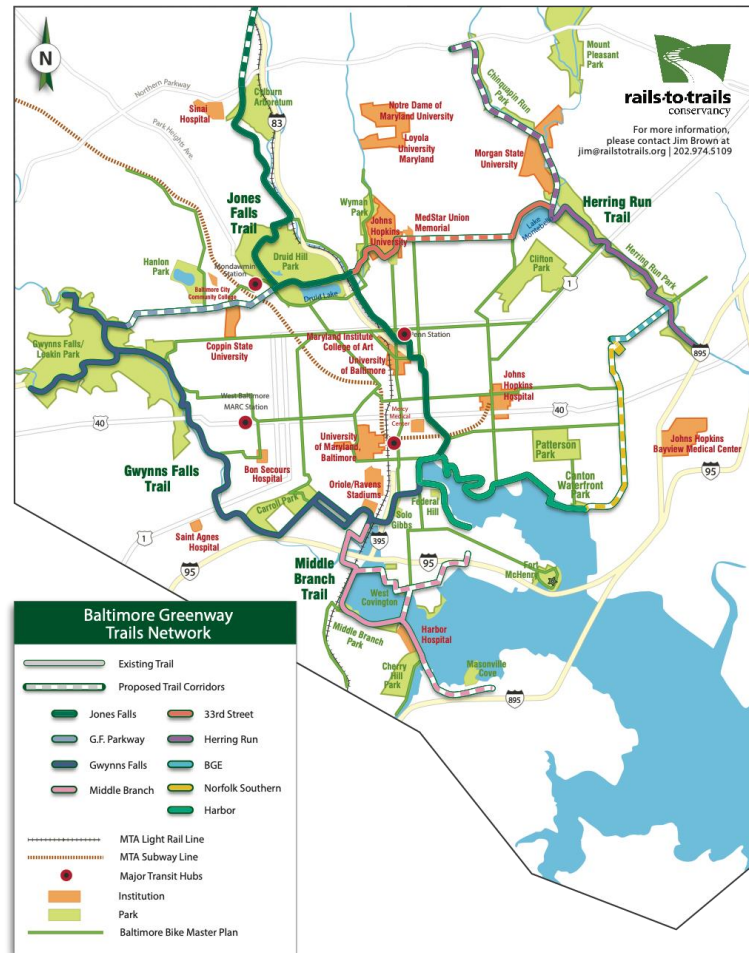 N
Mount
Pleasant
Park
rails·to·trails
conservancy
For more information,
please contact Jim Brown at
jim@railstotrails.org | 202.974.5109
Northern Parkway
Park Heights Ave.
Sinai
Hospital
Cylburn
Arboretum
83
Notre Dame of
Maryland University
Loyola
University
Maryland
Chinquapin Run
Park
Morgan State
University
Jones
Falls
Trail
Wyman
Park
Johns
Hopkins
University
MedStar Union
Memorial
Lake
Montebello
Herring Run
Trail
Herring Run Park
Clifton
Park
1
Hanlon
Park
Mondawmin
Station
Druid Hill
Park
Druid Lake
Baltimore City
Community College
Coppin State
University
Gwynns Falls/
Leakin Park
Maryland Institute
College of Art
University
of Baltimore
Penn Station
895
West Baltimore
MARC Station
40
Johns
Hopkins
Hospital
40
Mercy
Medical
Center
University
of Maryland,
Baltimore
Patterson
Park
Johns Hopkins
Bayview Medical Center
Gwynns Falls
Trail
Bon Secours
Hospital
Oriole/Ravens
Stadiums
Canton
Waterfront
Park
Carroll Park
Federal
Hill
Solo
Gibbs
Saint Agnes
Hospital
1
95
395
95
95
Fort
McHenry
Middle
Branch
Trail
West
Covington
Middle Branch
Park
Harbor
Hospital
Cherry
Hill
Park
Masonville
Cove
895
Baltimore Greenway
Trails Network
Existing Trail
Proposed Trail Corridors
Jones Falls
33rd Street
G.F. Parkway
Herring Run
Gwynns Falls
BGE
Middle Branch
Norfolk Southern
Harbor
MTA Light Rail Line
MTA Subway Line
Major Transit Hubs
Institution
Park
Baltimore Bike Master Plan